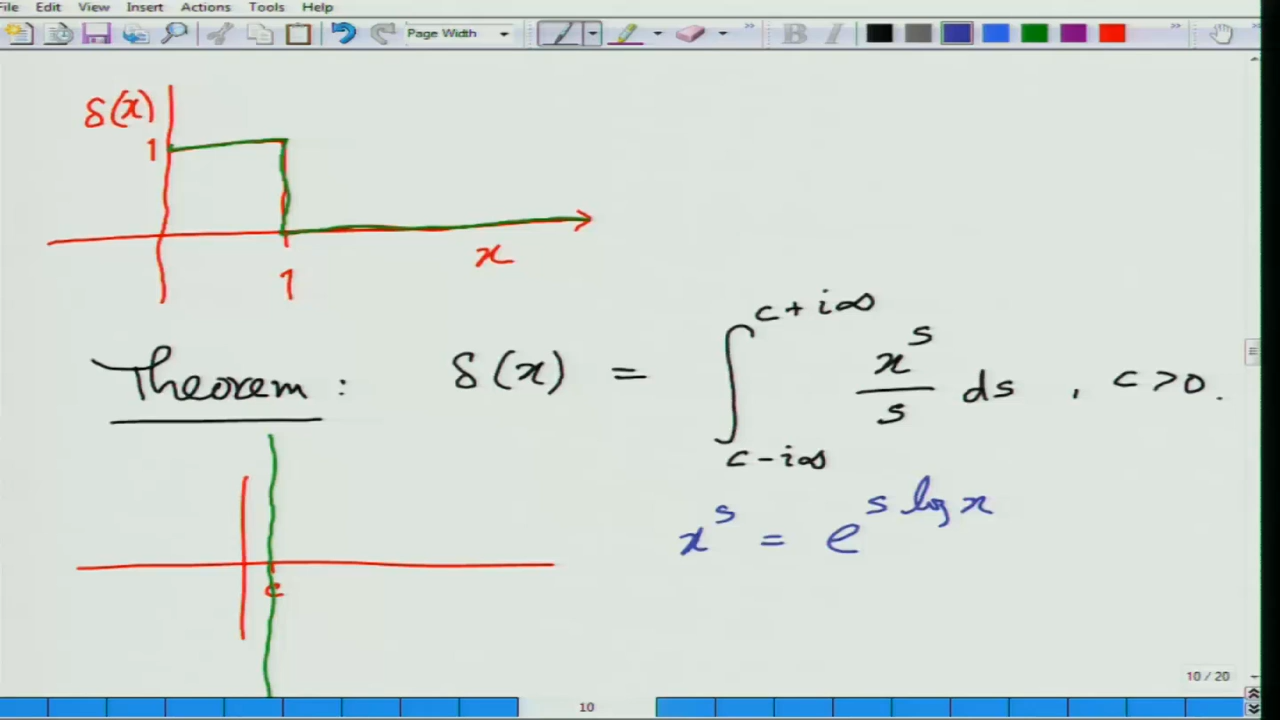 File Edit View Insert Actions Tools Help
Page Width
δ(x)
1
x
1
Theorem : δ(x) = ∫_{c-i∞}^{c+i∞} x^s/s ds , c>0.
x^s = e^{s log x}
c
10 / 20
10